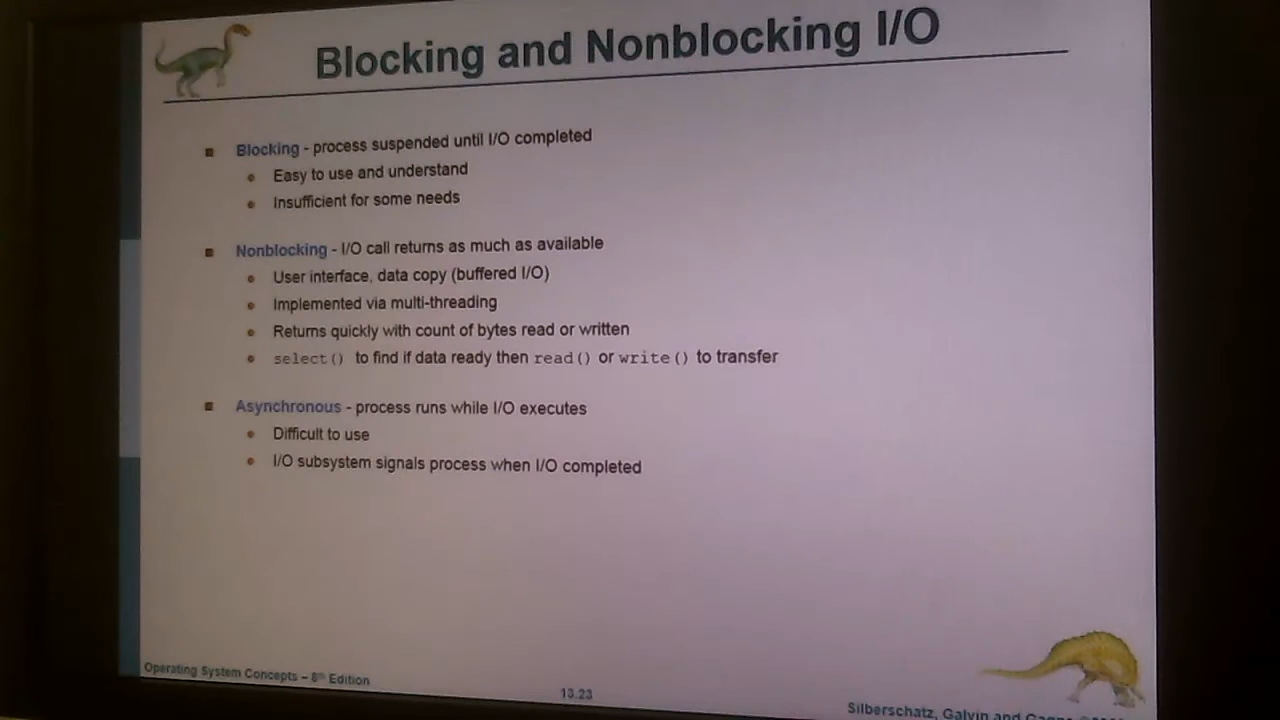 Blocking and Nonblocking I/O
Blocking - process suspended until I/O completed
Easy to use and understand
Insufficient for some needs
Nonblocking - I/O call returns as much as available
User interface, data copy (buffered I/O)
Implemented via multi-threading
Returns quickly with count of bytes read or written
select() to find if data ready then read() or write() to transfer
Asynchronous - process runs while I/O executes
Difficult to use
I/O subsystem signals process when I/O completed
Operating System Concepts – 8th Edition
13.23
Silberschatz, Galvin and